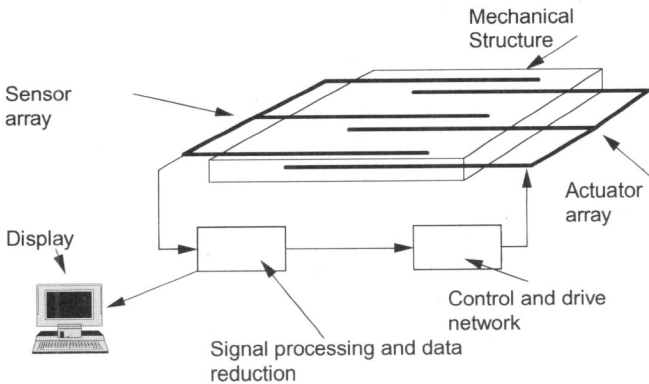 Mechanical
Structure
Sensor
array
Actuator
array
Display
Control and drive
network
Signal processing and data
reduction